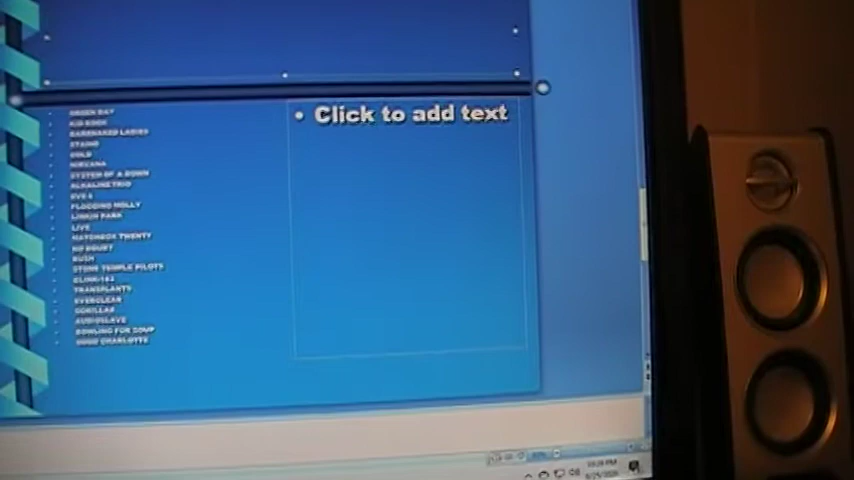 • Click to add text
GREEN DAY
KID ROCK
BARENAKED LADIES
STAIND
COLD
NIRVANA
SYSTEM OF A DOWN
ALKALINE TRIO
EVE 6
FLOGGING MOLLY
LINKIN PARK
LIVE
MATCHBOX TWENTY
NO DOUBT
BUSH
STONE TEMPLE PILOTS
BLINK-182
TRANSPLANTS
EVERCLEAR
GORILLAZ
AUDIOSLAVE
BOWLING FOR SOUP
GOOD CHARLOTTE